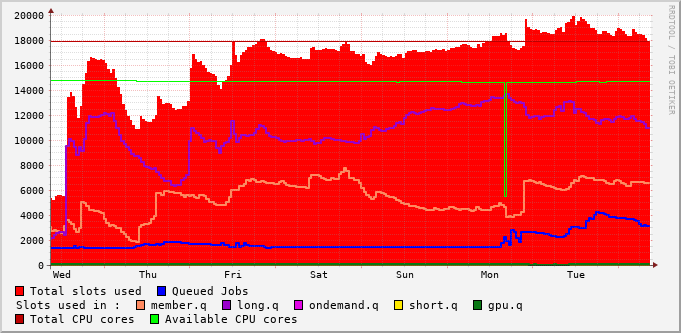 20000
18000
16000
14000
12000
10000
8000
6000
4000
2000
0
Wed Thu Fri Sat Sun Mon Tue
Total slots used Queued Jobs
Slots used in : member.q long.q ondemand.q short.q gpu.q
Total CPU cores Available CPU cores
RRDTOOL / TOBI OETIKER